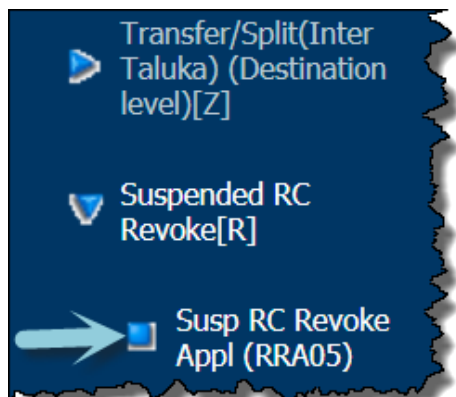 Transfer/Split(Inter
Taluka) (Destination
level)[Z]
Suspended RC
Revoke[R]
Susp RC Revoke
Appl (RRA05)